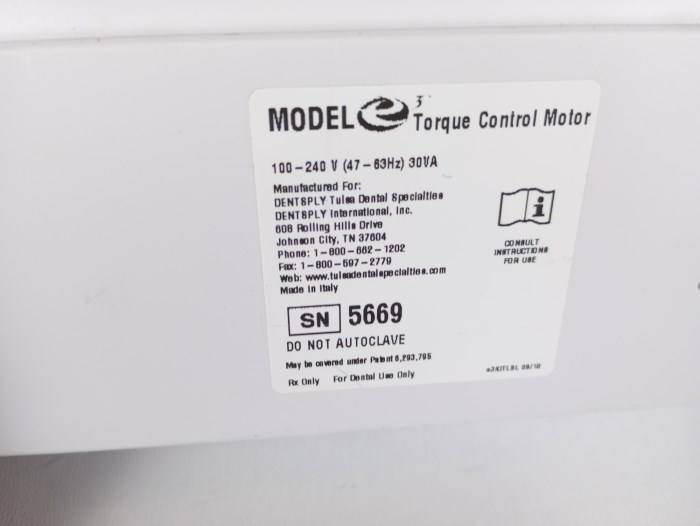 MODEL e3 Torque Control Motor
100-240 V (47-63Hz) 30VA
Manufactured For:
DENTSPLY Tulsa Dental Specialties
DENTSPLY International, Inc.
608 Rolling Hills Drive
Johnson City, TN 37604
Phone: 1-800-662-1202
Fax: 1-800-597-2779
Web: www.tulsadentalspecialties.com
Made in Italy
i
CONSULT
INSTRUCTIONS
FOR USE
SN 5669
DO NOT AUTOCLAVE
May be covered under Patent 6,293,795
Rx Only For Dental Use Only